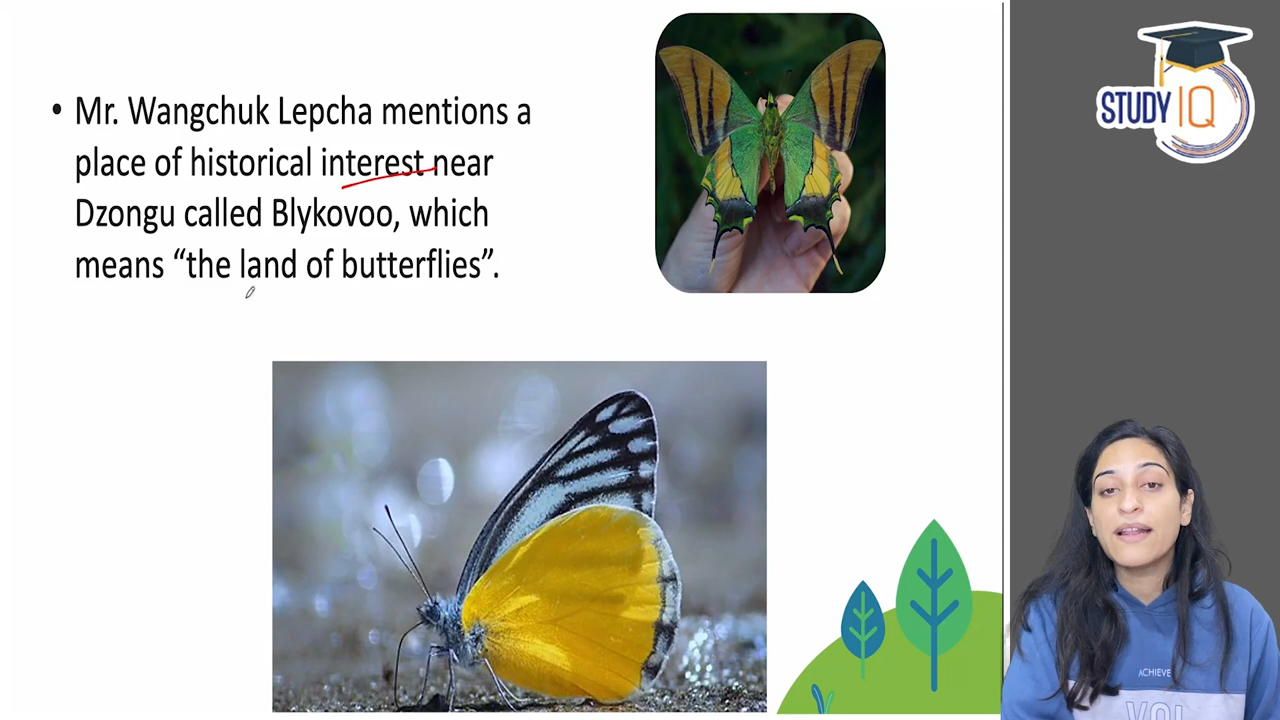 • Mr. Wangchuk Lepcha mentions a
place of historical interest near
Dzongu called Blykovoo, which
means “the land of butterflies”.
STUDY IQ
ACHIEVE